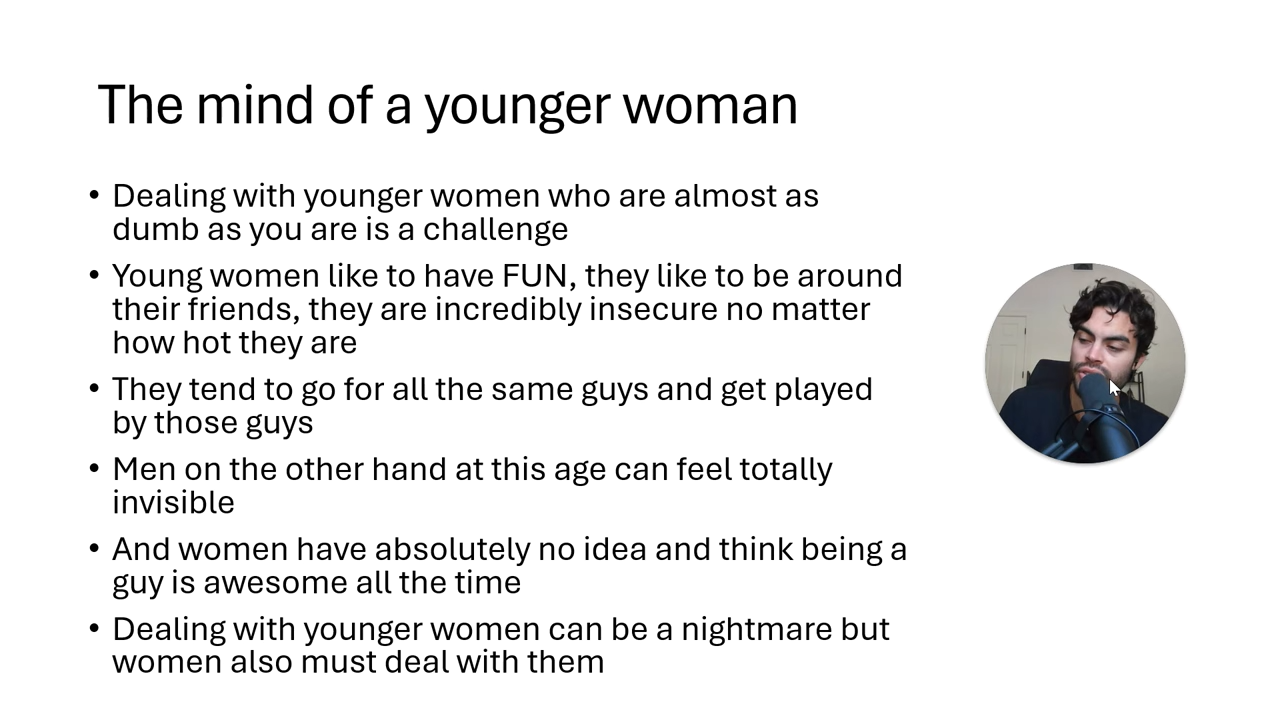 The mind of a younger woman
• Dealing with younger women who are almost as
dumb as you are is a challenge
• Young women like to have FUN, they like to be around
their friends, they are incredibly insecure no matter
how hot they are
• They tend to go for all the same guys and get played
by those guys
• Men on the other hand at this age can feel totally
invisible
• And women have absolutely no idea and think being a
guy is awesome all the time
• Dealing with younger women can be a nightmare but
women also must deal with them